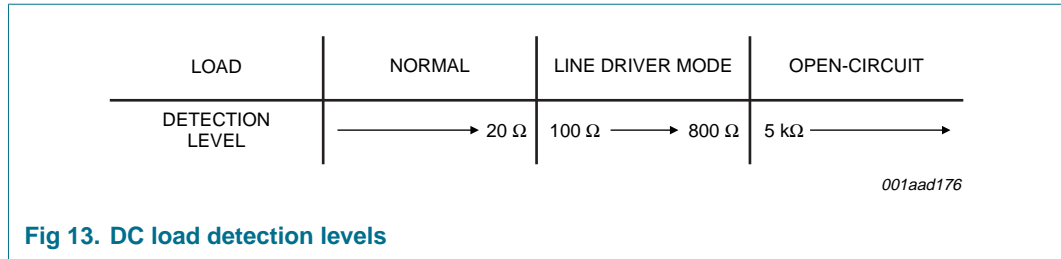 LOAD NORMAL LINE DRIVER MODE OPEN-CIRCUIT
DETECTION
LEVEL
20 Ω 100 Ω 800 Ω 5 kΩ
001aad176
Fig 13. DC load detection levels